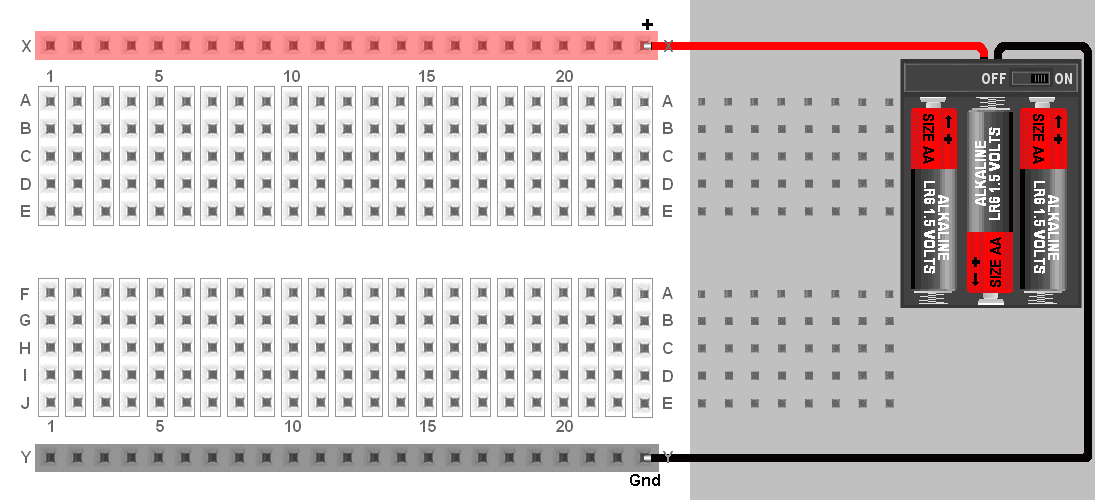 +
X X
1 5 10 15 20
OFF ON
A A
B B
C C
D D
E E
SIZE AA
ALKALINE
LR6 1.5 VOLTS
ALKALINE
LR6 1.5 VOLTS
SIZE AA
SIZE AA
ALKALINE
LR6 1.5 VOLTS
F A
G B
H C
I D
J E
1 5 10 15 20
Y Y
Gnd